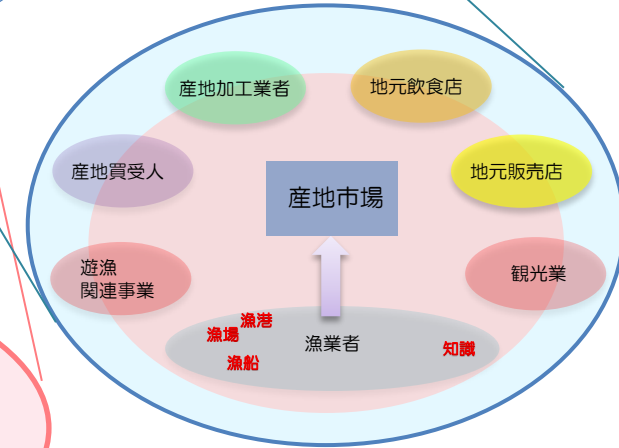 産地加工業者
地元飲食店
産地買受人
地元販売店
産地市場
遊漁
関連事業
観光業
漁港
漁場
漁業者
知識
漁船